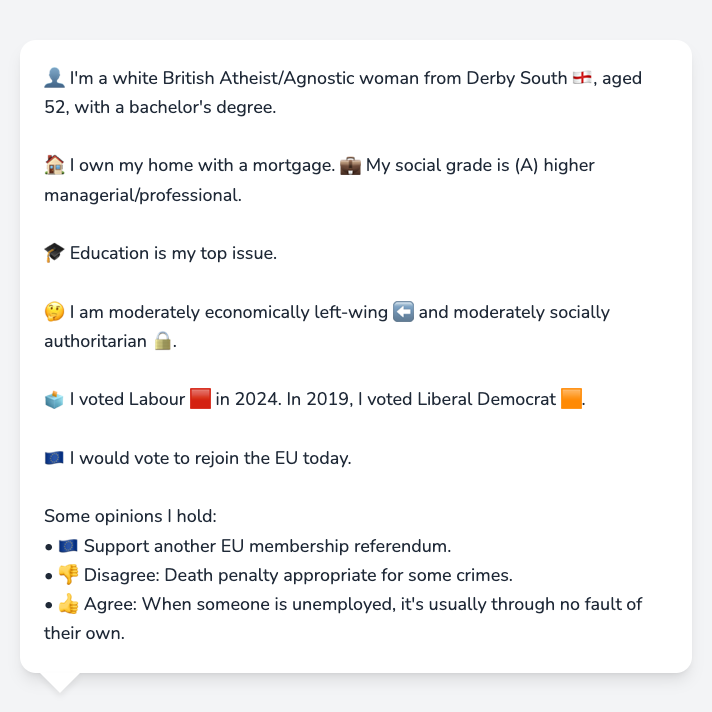 👤 I'm a white British Atheist/Agnostic woman from Derby South 🏴󠁧󠁢󠁥󠁮󠁧󠁿, aged
52, with a bachelor's degree.
🏠 I own my home with a mortgage. 💼 My social grade is (A) higher
managerial/professional.
🎓 Education is my top issue.
🤔 I am moderately economically left-wing ⬅️ and moderately socially
authoritarian 🔒.
🗳️ I voted Labour 🟥 in 2024. In 2019, I voted Liberal Democrat 🟧.
🇪🇺 I would vote to rejoin the EU today.
Some opinions I hold:
• 🇪🇺 Support another EU membership referendum.
• 👎 Disagree: Death penalty appropriate for some crimes.
• 👍 Agree: When someone is unemployed, it's usually through no fault of
their own.